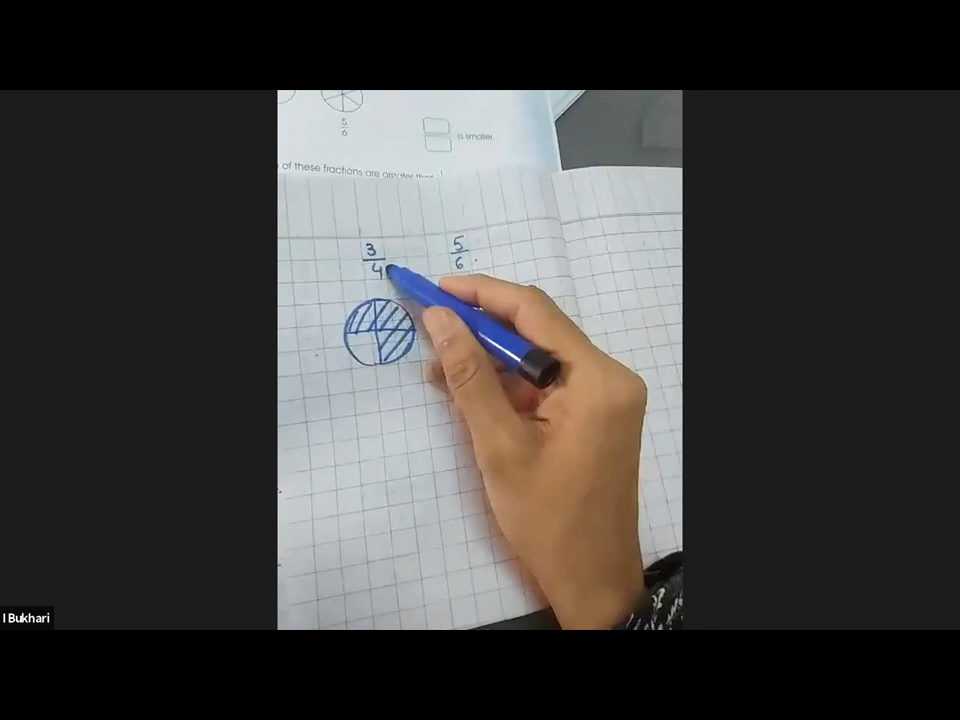 5
6
is smaller
of these fractions are greater than
3
4
5
6
I Bukhari